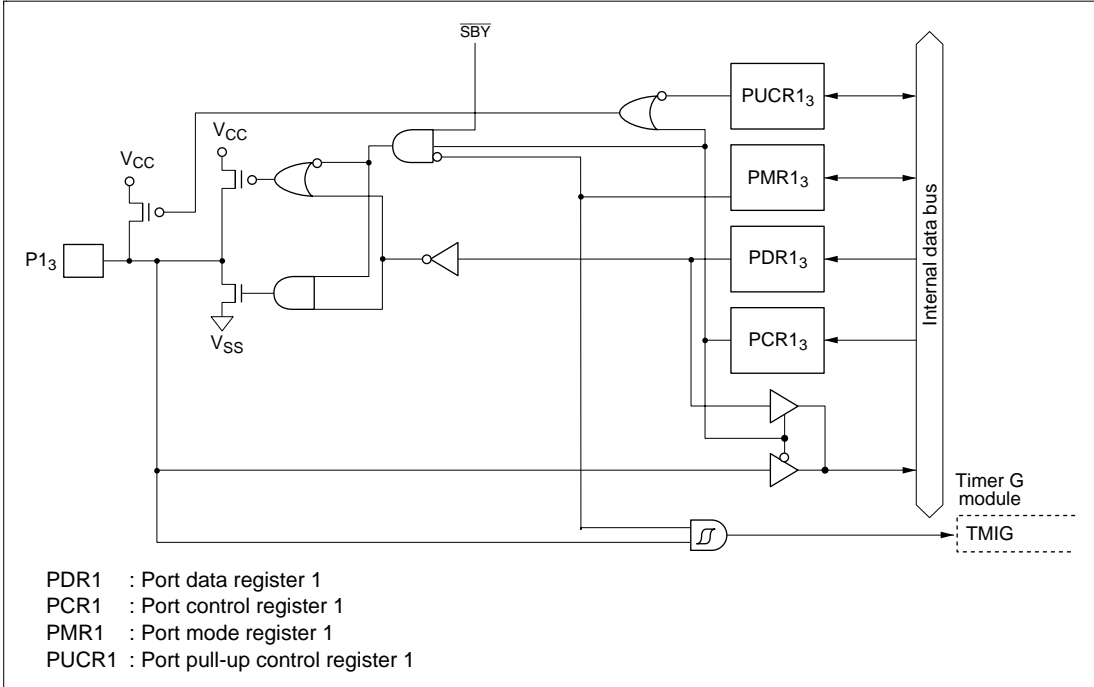 SBY
PUCR1₃
V_CC
V_CC
PMR1₃
P1₃
PDR1₃
Internal data bus
V_SS
PCR1₃
Timer G
module
TMIG
PDR1 : Port data register 1
PCR1 : Port control register 1
PMR1 : Port mode register 1
PUCR1 : Port pull-up control register 1